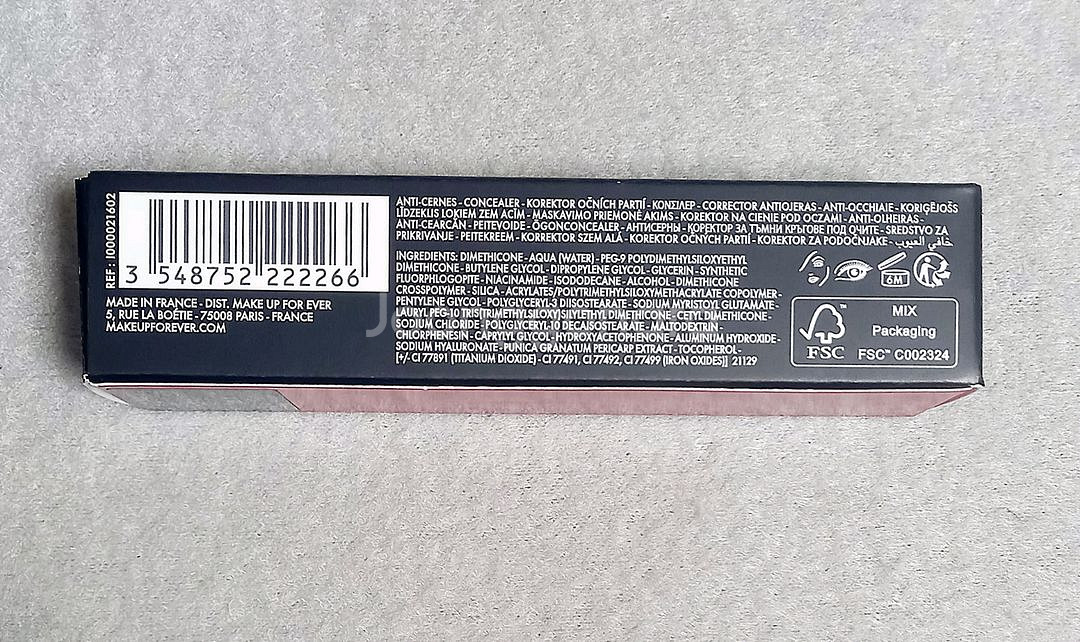 REF : I000021602
3 548752 222266
MADE IN FRANCE - DIST. MAKE UP FOR EVER
5, RUE LA BOÉTIE - 75008 PARIS - FRANCE
MAKEUPFOREVER.COM
ANTI-CERNES - CONCEALER - KOREKTOR OČNÍCH PARTIÍ - ΚΟΝΣΙΛΕΡ - CORRECTOR ANTIOJERAS - ANTI-OCCHIAIE - KORIĢĒJOŠS
LĪDZEKLIS LOKIEM ZEM ACĪM - MASKAVIMO PRIEMONĖ AKIMS - KOREKTOR NA CIENIE POD OCZAMI - ANTI-OLHEIRAS -
ANTI-CEARCĂN - PEITEVOIDE - ÖGONCONCEALER - АНТИСЕРНЫ - КОРЕКТОР ЗА ТЪМНИ КРЪГОВЕ ПОД ОЧИТЕ - SREDSTVO ZA
PRIKRIVANJE - PEITEKREEM - KORREKTOR SZEM ALÁ - KOREKTOR OČNÝCH PARTIÍ - KOREKTOR ZA PODOČNJAKE - خافي العيوب
INGREDIENTS: DIMETHICONE - AQUA (WATER) - PEG-9 POLYDIMETHYLSILOXYETHYL
DIMETHICONE - BUTYLENE GLYCOL - DIPROPYLENE GLYCOL - GLYCERIN - SYNTHETIC
FLUORPHLOGOPITE - NIACINAMIDE - ISODODECANE - ALCOHOL - DIMETHICONE
CROSSPOLYMER - SILICA - ACRYLATES/POLYTRIMETHYLSILOXYMETHACRYLATE COPOLYMER -
PENTYLENE GLYCOL - POLYGLYCERYL-3 DIISOSTEARATE - SODIUM MYRISTOYL GLUTAMATE -
LAURYL PEG-10 TRIS(TRIMETHYLSILOXY)SILYLETHYL DIMETHICONE - CETYL DIMETHICONE -
SODIUM CHLORIDE - POLYGLYCERYL-10 DECAISOSTEARATE - MALTODEXTRIN -
CHLORPHENESIN - CAPRYLYL GLYCOL - HYDROXYACETOPHENONE - ALUMINUM HYDROXIDE -
SODIUM HYALURONATE - PUNICA GRANATUM PERICARP EXTRACT - TOCOPHEROL -
[+/- CI 77891 (TITANIUM DIOXIDE) - CI 77491, CI 77492, CI 77499 (IRON OXIDES)] 21129
6M
FSC™
MIX
Packaging
FSC™ C002324